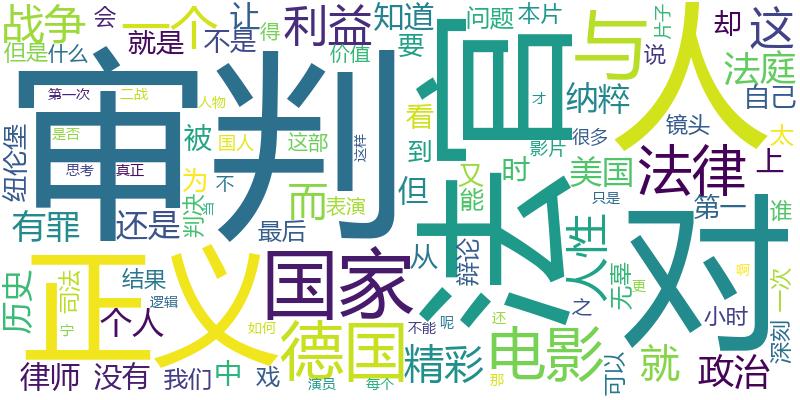 战争
会
一个
让
利益
知道
问题
本片
与
人
片子
却
这
但是
什么
就是
不是
得
价值
要
说
法庭
审判
法官
对
第一次
二战
人物
纳粹
自己
才
看
纽伦堡
是否
被
国人
这部
到
很多
镜头
太
思考
真正
这样
影片
法律
上
为
不
而
表演
但
又
能
时
美国
有罪
还是
判决
当
最后
第一
谁
正义
国家
从
辩论
人性
只是
历史
司法
结果
逻辑
之
无辜
更
小时
一次
深刻
宁
个人
德国
如何
不能
呢
还
精彩
电影
可以
就
政治
律师
没有
我们
中
戏
演员
每个
那